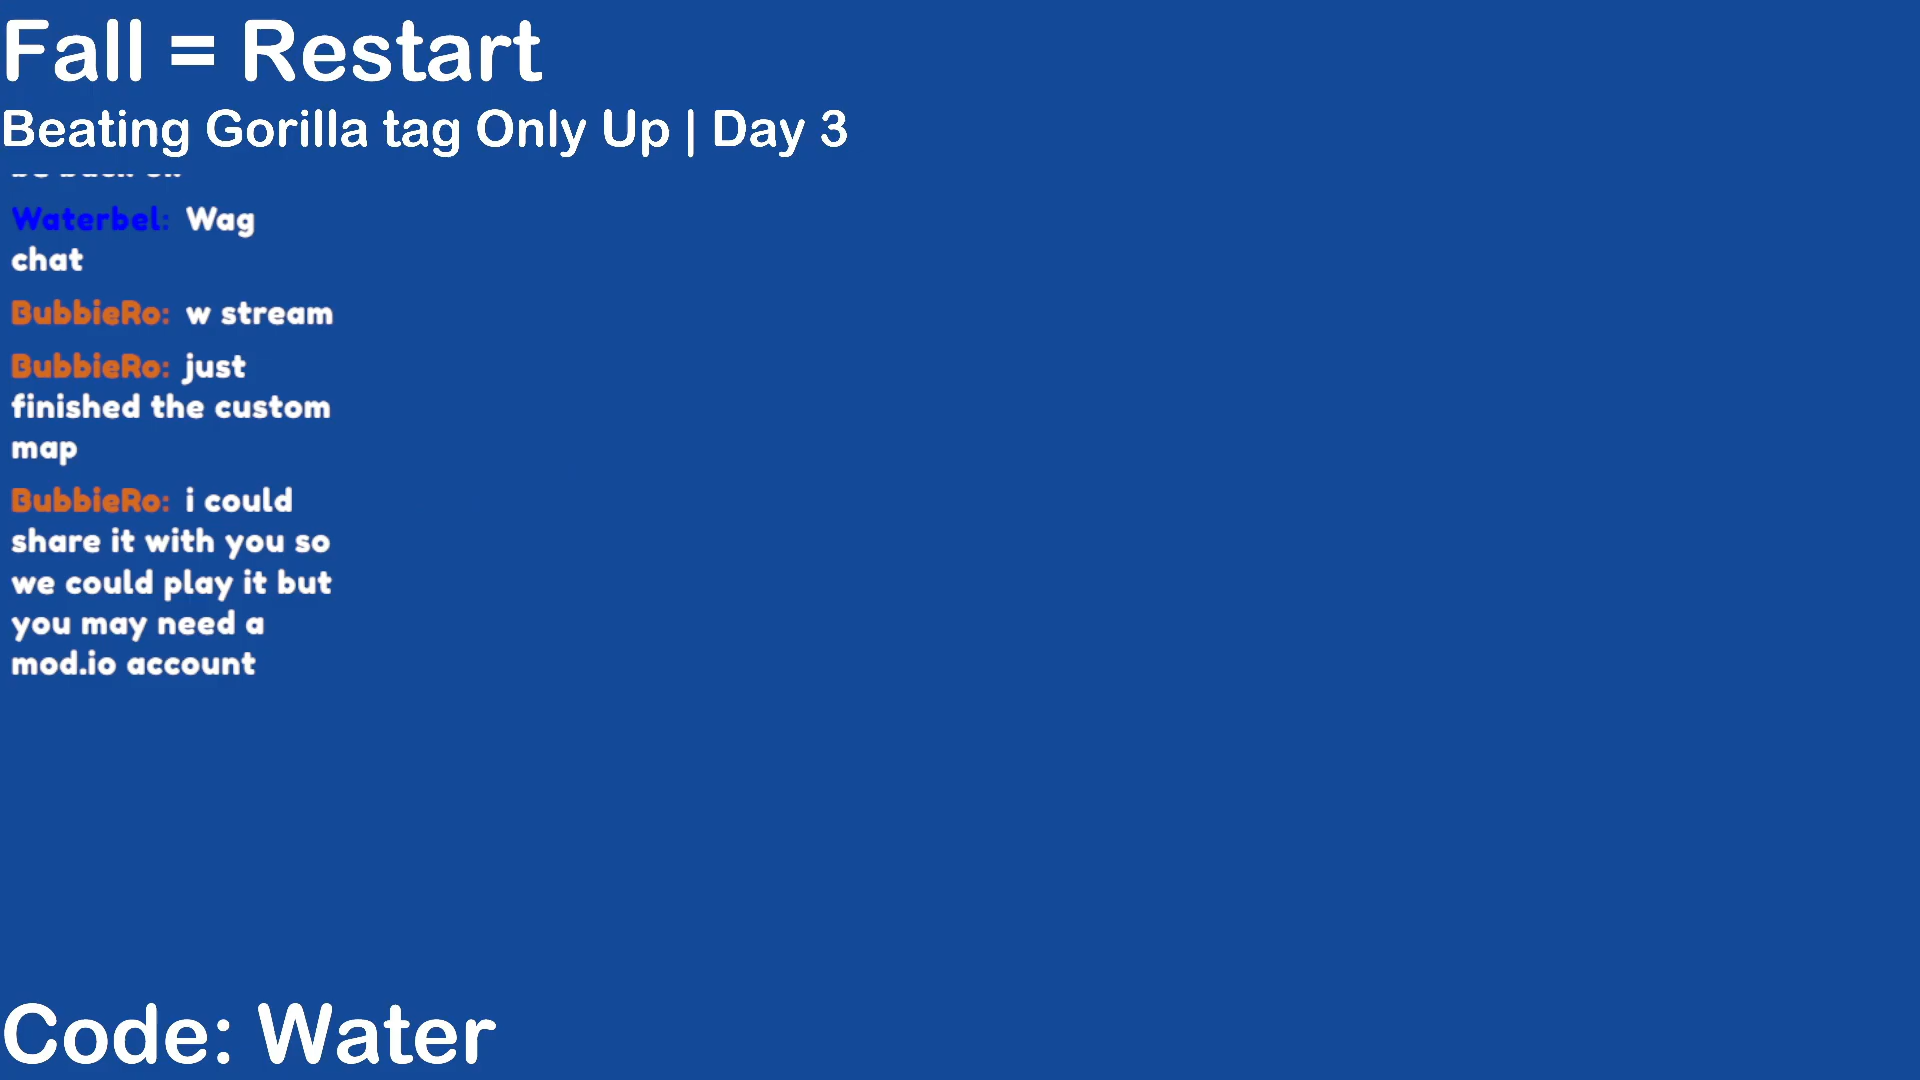 Fall = Restart
Beating Gorilla tag Only Up | Day 3
Waterbel: Wag
chat
BubbieRo: w stream
BubbieRo: just
finished the custom
map
BubbieRo: i could
share it with you so
we could play it but
you may need a
mod.io account
Code: Water